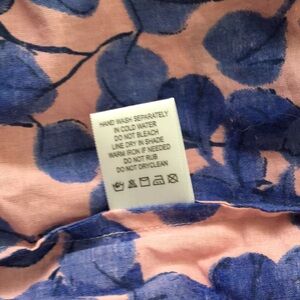 HAND WASH SEPARATELY
IN COLD WATER
DO NOT BLEACH
LINE DRY IN SHADE
WARM IRON IF NEEDED
DO NOT RUB
DO NOT DRYCLEAN